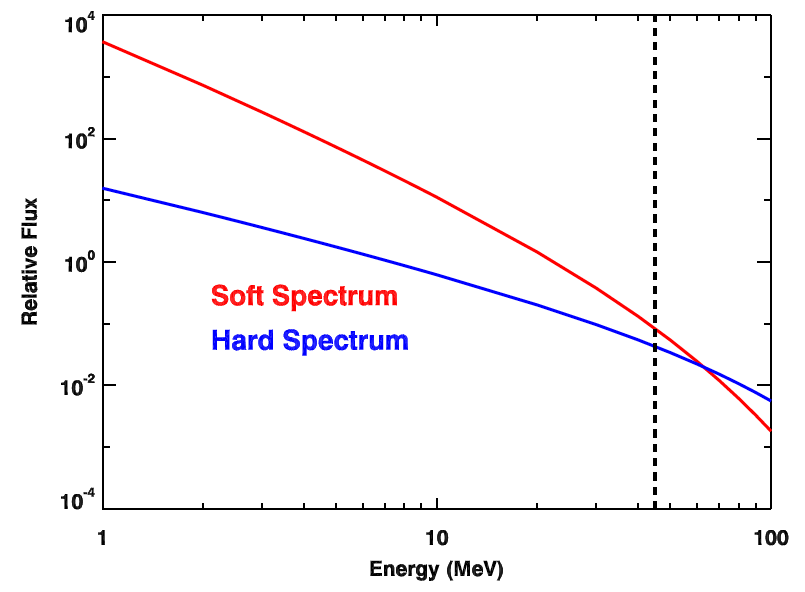 10^4
10^2
10^0
10^-2
10^-4
Relative Flux
Soft Spectrum
Hard Spectrum
1 10 100
Energy (MeV)